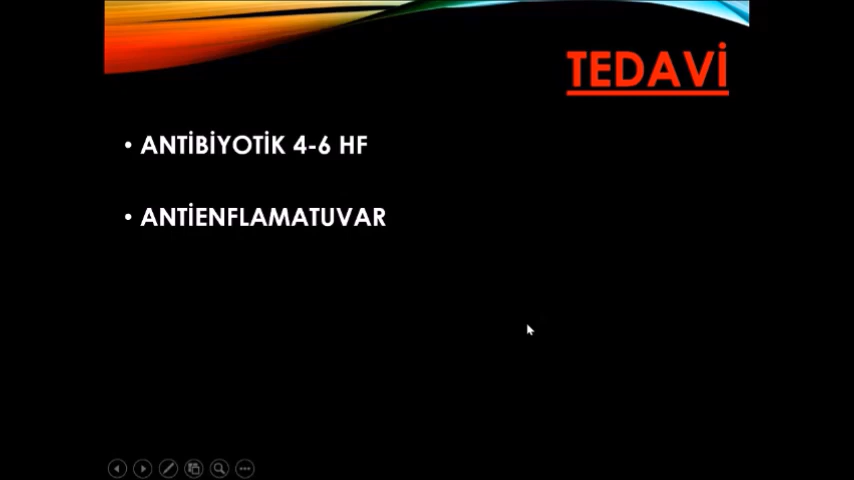 TEDAVİ
• ANTİBİYOTİK 4-6 HF
• ANTİENFLAMATUVAR